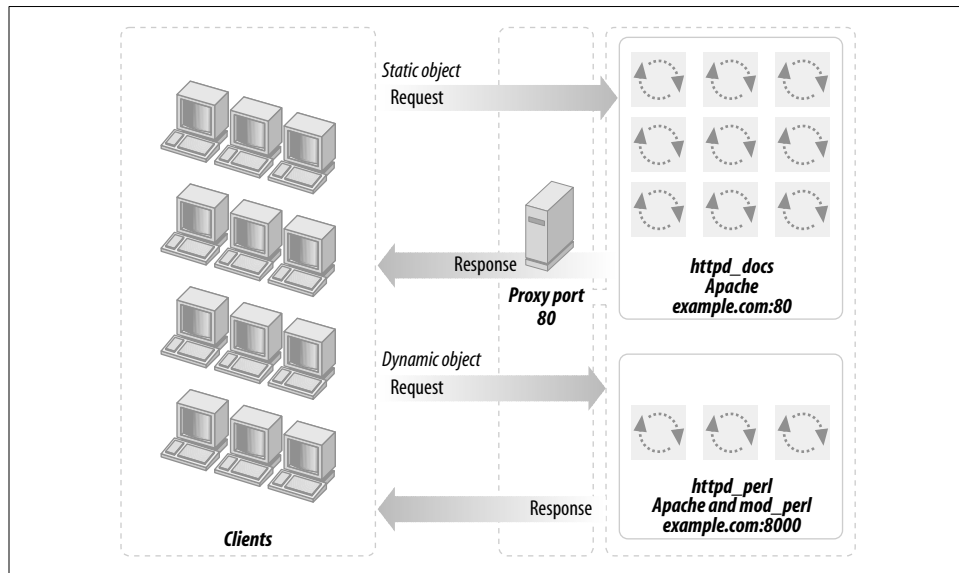 Static object
Request
Response
Proxy port
80
httpd_docs
Apache
example.com:80
Dynamic object
Request
Response
httpd_perl
Apache and mod_perl
example.com:8000
Clients